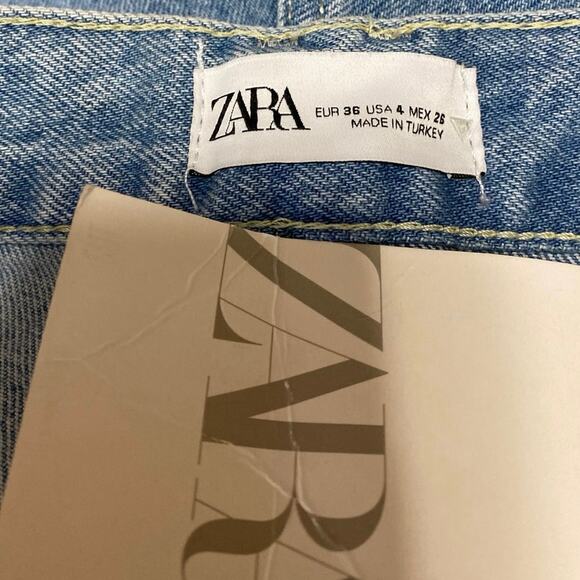 ZARA
EUR 36 USA 4 MEX 26
MADE IN TURKEY
ZARA